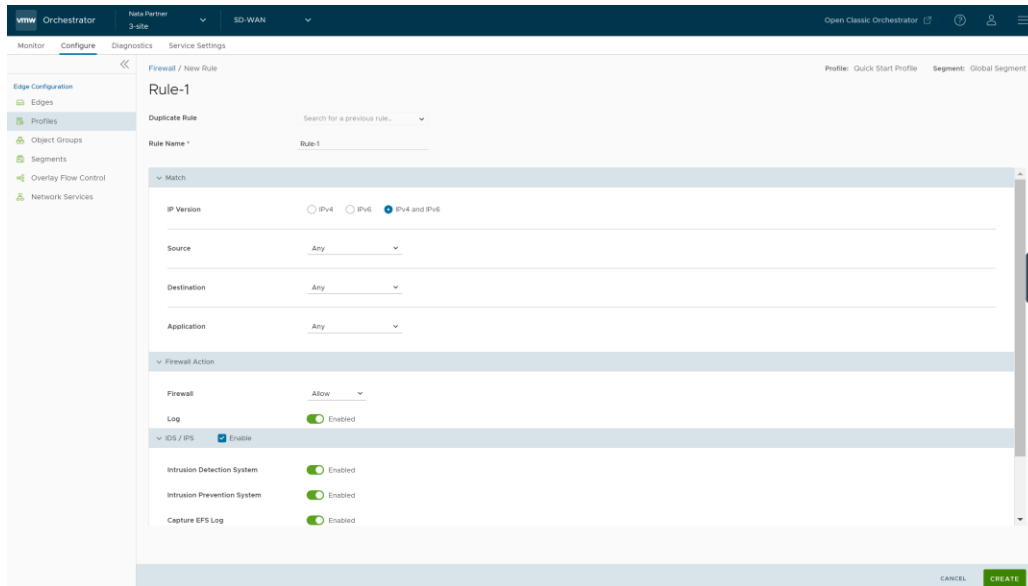 vmw Orchestrator
Nata Partner
3-site
SD-WAN
Open Classic Orchestrator
Monitor Configure Diagnostics Service Settings
Firewall / New Rule
Profile: Quick Start Profile Segment: Global Segment
Edge Configuration
Edges
Profiles
Object Groups
Segments
Overlay Flow Control
Network Services
Rule-1
Duplicate Rule Search for a previous rule...
Rule Name * Rule-1
Match
IP Version IPv4 IPv6 IPv4 and IPv6
Source Any
Destination Any
Application Any
Firewall Action
Firewall Allow
Log Enabled
IDS / IPS Enable
Intrusion Detection System Enabled
Intrusion Prevention System Enabled
Capture EFS Log Enabled
CANCEL CREATE